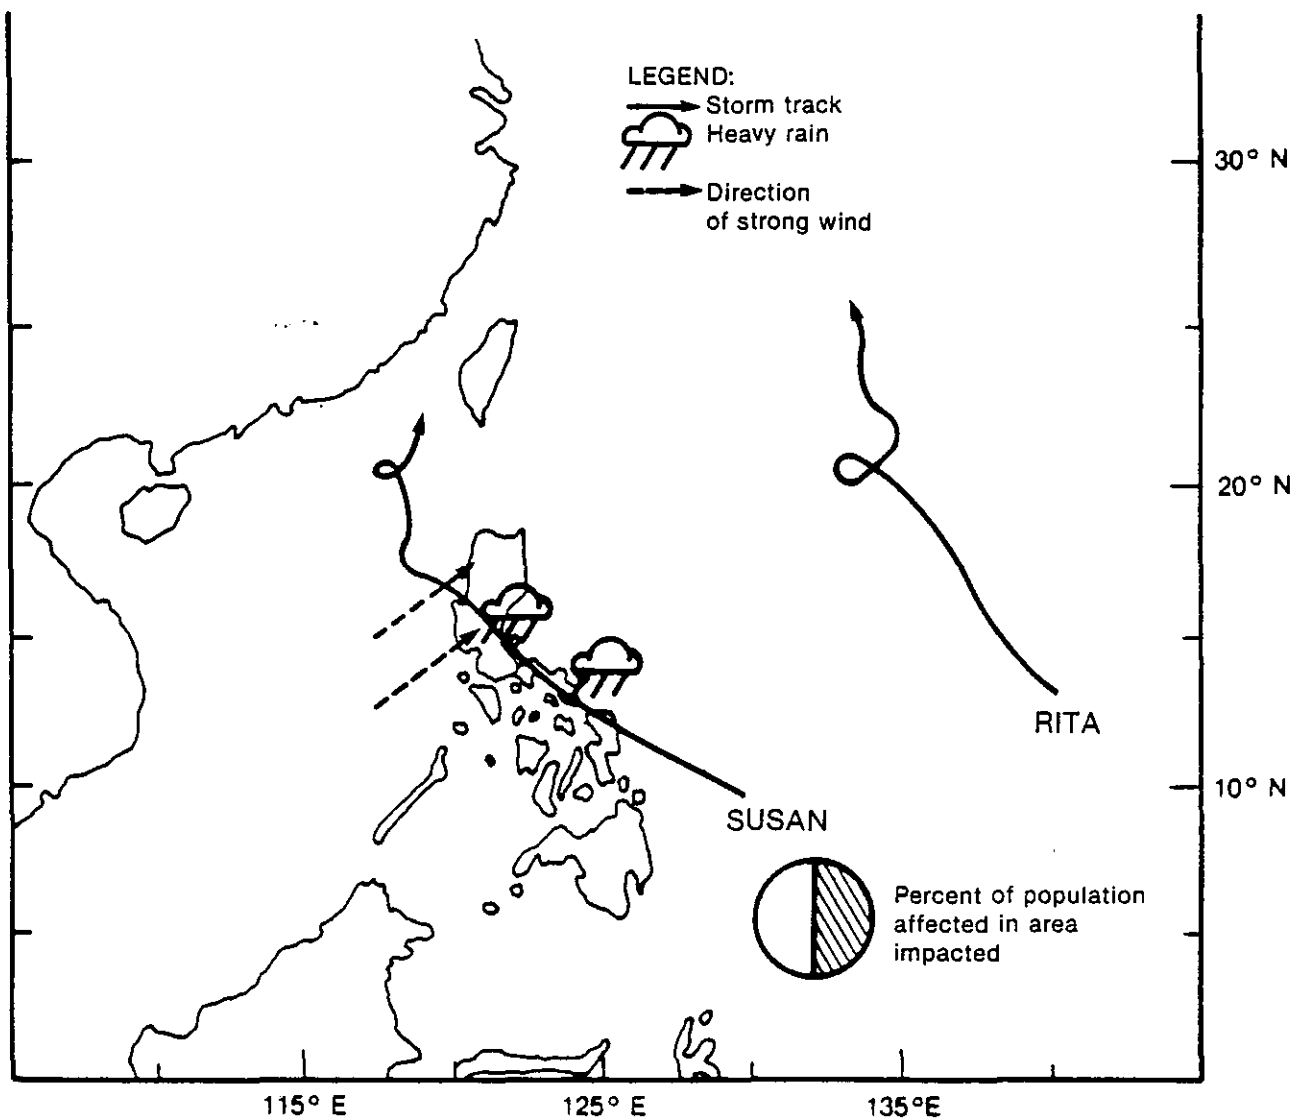 LEGEND:
Storm track
Heavy rain
Direction
of strong wind
30° N
20° N
RITA
10° N
SUSAN
Percent of population
affected in area
impacted
115° E
125° E
135°E